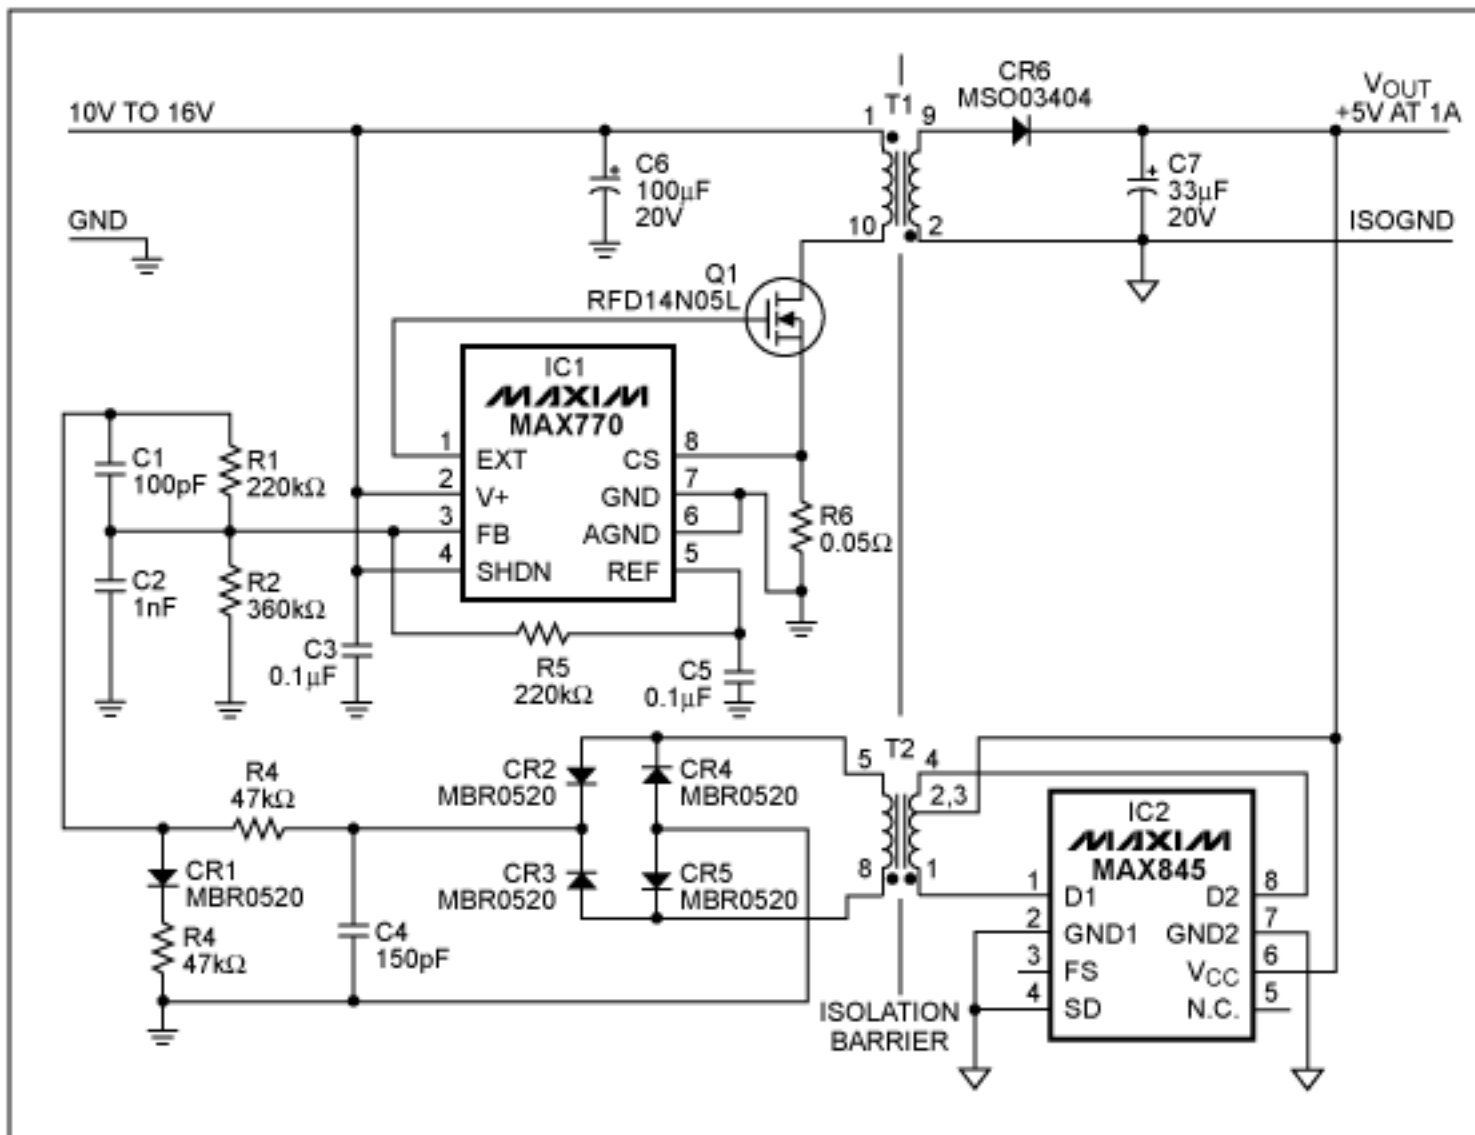 10V TO 16V
GND
C6
100µF
20V
T1
1
9
10
2
CR6
MSO03404
VOUT
+5V AT 1A
C7
33µF
20V
ISOGND
Q1
RFD14N05L
IC1
MAXIM
MAX770
1
EXT
2
V+
3
FB
4
SHDN
8
CS
7
GND
6
AGND
5
REF
C1
100pF
R1
220kΩ
C2
1nF
R2
360kΩ
C3
0.1µF
R5
220kΩ
C5
0.1µF
R6
0.05Ω
R4
47kΩ
CR1
MBR0520
R4
47kΩ
C4
150pF
CR2
MBR0520
CR4
MBR0520
CR3
MBR0520
CR5
MBR0520
T2
5
4
2,3
8
1
ISOLATION
BARRIER
IC2
MAXIM
MAX845
1
D1
2
GND1
3
FS
4
SD
8
D2
7
GND2
6
VCC
5
N.C.